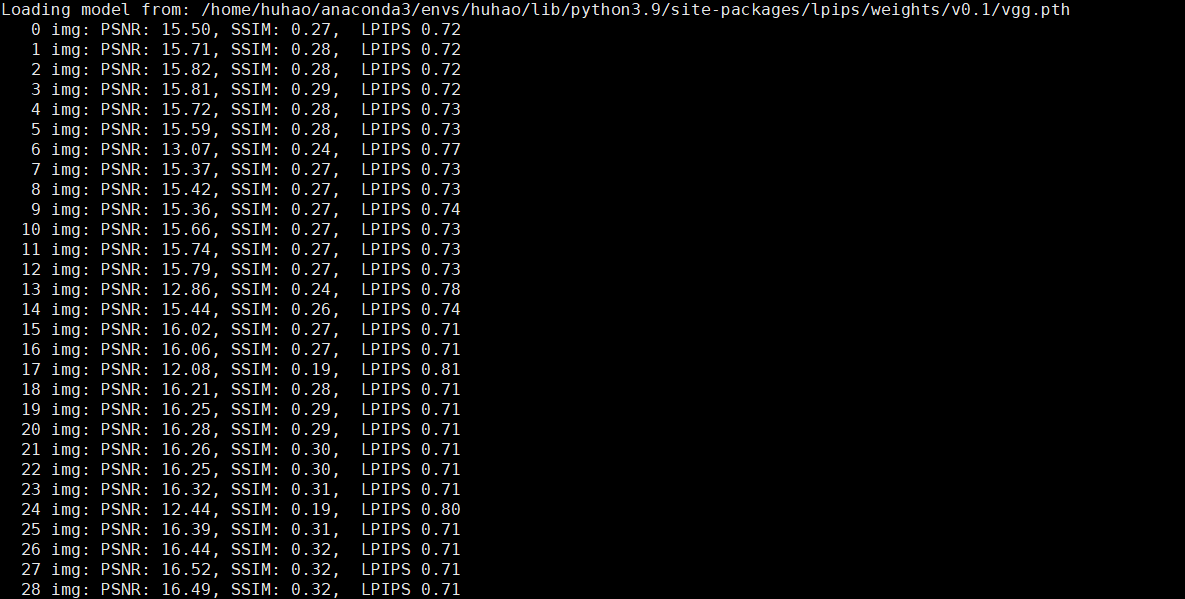 Loading model from: /home/huhao/anaconda3/envs/huhao/lib/python3.9/site-packages/lpips/weights/v0.1/vgg.pth
0 img: PSNR: 15.50, SSIM: 0.27, LPIPS 0.72
1 img: PSNR: 15.71, SSIM: 0.28, LPIPS 0.72
2 img: PSNR: 15.82, SSIM: 0.28, LPIPS 0.72
3 img: PSNR: 15.81, SSIM: 0.29, LPIPS 0.72
4 img: PSNR: 15.72, SSIM: 0.28, LPIPS 0.73
5 img: PSNR: 15.59, SSIM: 0.28, LPIPS 0.73
6 img: PSNR: 13.07, SSIM: 0.24, LPIPS 0.77
7 img: PSNR: 15.37, SSIM: 0.27, LPIPS 0.73
8 img: PSNR: 15.42, SSIM: 0.27, LPIPS 0.73
9 img: PSNR: 15.36, SSIM: 0.27, LPIPS 0.74
10 img: PSNR: 15.66, SSIM: 0.27, LPIPS 0.73
11 img: PSNR: 15.74, SSIM: 0.27, LPIPS 0.73
12 img: PSNR: 15.79, SSIM: 0.27, LPIPS 0.73
13 img: PSNR: 12.86, SSIM: 0.24, LPIPS 0.78
14 img: PSNR: 15.44, SSIM: 0.26, LPIPS 0.74
15 img: PSNR: 16.02, SSIM: 0.27, LPIPS 0.71
16 img: PSNR: 16.06, SSIM: 0.27, LPIPS 0.71
17 img: PSNR: 12.08, SSIM: 0.19, LPIPS 0.81
18 img: PSNR: 16.21, SSIM: 0.28, LPIPS 0.71
19 img: PSNR: 16.25, SSIM: 0.29, LPIPS 0.71
20 img: PSNR: 16.28, SSIM: 0.29, LPIPS 0.71
21 img: PSNR: 16.26, SSIM: 0.30, LPIPS 0.71
22 img: PSNR: 16.25, SSIM: 0.30, LPIPS 0.71
23 img: PSNR: 16.32, SSIM: 0.31, LPIPS 0.71
24 img: PSNR: 12.44, SSIM: 0.19, LPIPS 0.80
25 img: PSNR: 16.39, SSIM: 0.31, LPIPS 0.71
26 img: PSNR: 16.44, SSIM: 0.32, LPIPS 0.71
27 img: PSNR: 16.52, SSIM: 0.32, LPIPS 0.71
28 img: PSNR: 16.49, SSIM: 0.32, LPIPS 0.71